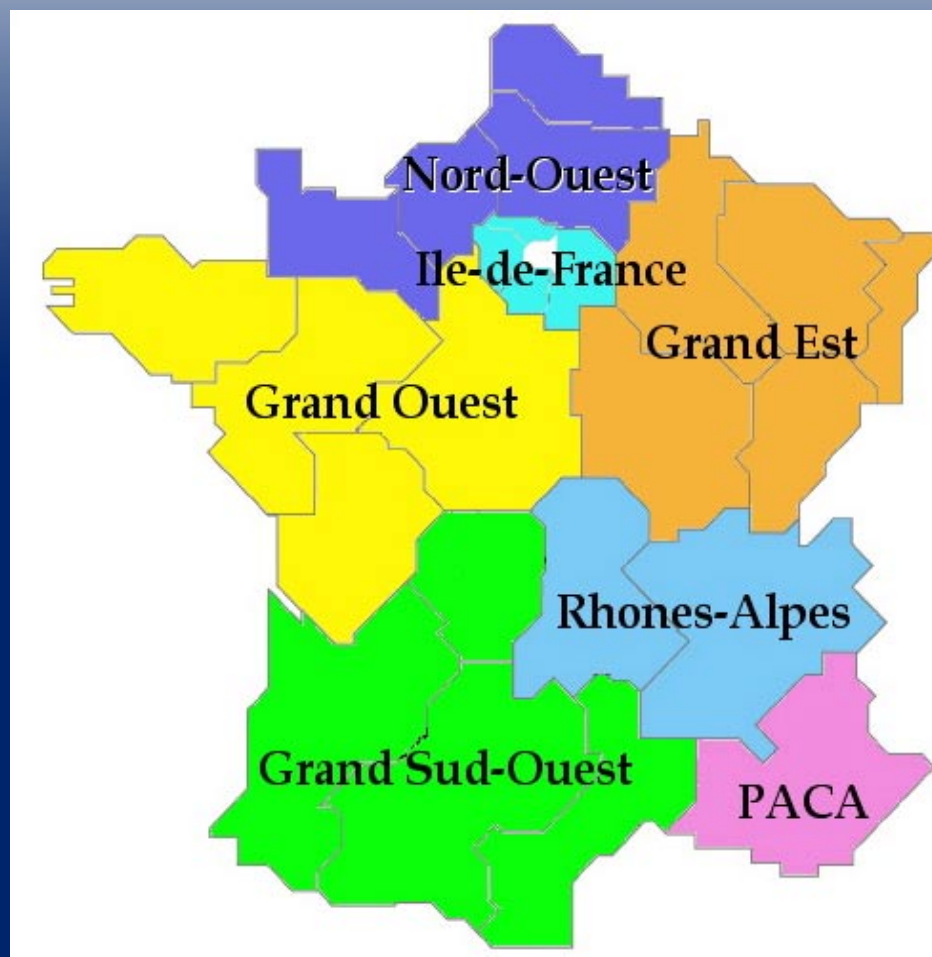 Nord-Ouest
Ile-de-France
Grand Est
Grand Ouest
Rhones-Alpes
Grand Sud-Ouest
PACA